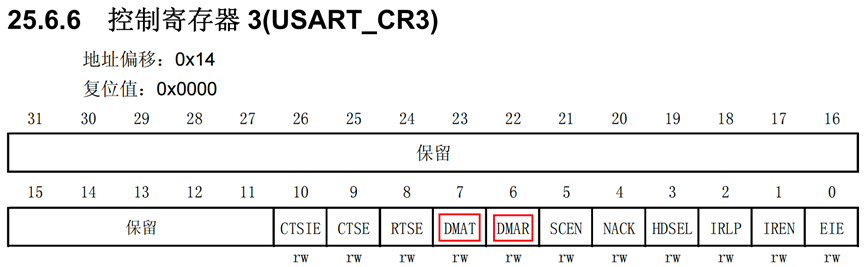 25.6.6 控制寄存器 3(USART_CR3)
地址偏移：0x14
复位值：0x0000
31 30 29 28 27 26 25 24 23 22 21 20 19 18 17 16
保留
15 14 13 12 11 10 9 8 7 6 5 4 3 2 1 0
保留 CTSIE CTSE RTSE DMAT DMAR SCEN NACK HDSEL IRLP IREN EIE
rw rw rw rw rw rw rw rw rw rw rw